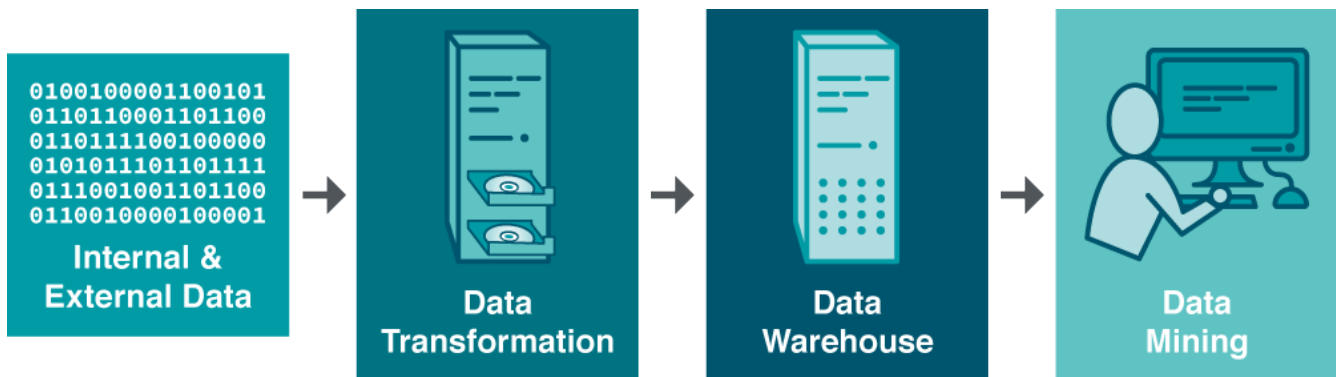 0100100001100101
0110110001101100
0110111100100000
0101011101101111
0111001001101100
0110010000100001
Internal &
External Data
Data
Transformation
Data
Warehouse
Data
Mining